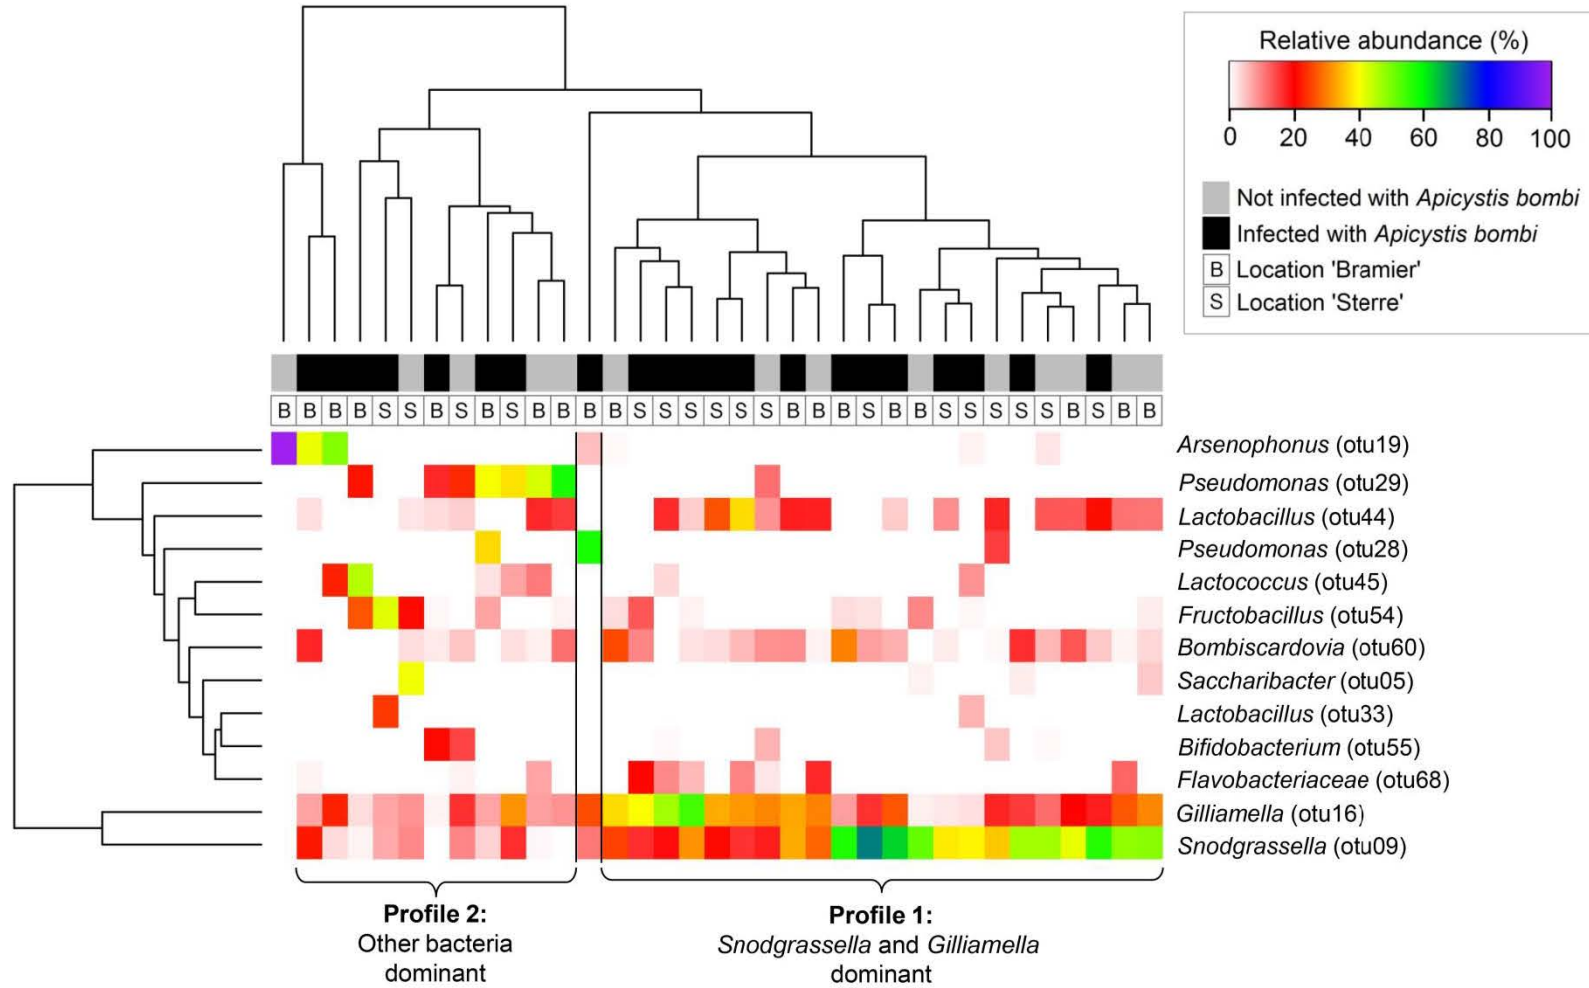 Relative abundance (%)
0 20 40 60 80 100
Not infected with Apicystis bombi
Infected with Apicystis bombi
B Location 'Bramier'
S Location 'Sterre'
B B B B S S B S B S B B B B S S S S S S B B B S B B S S S S S B S B B
Arsenophonus (otu19)
Pseudomonas (otu29)
Lactobacillus (otu44)
Pseudomonas (otu28)
Lactococcus (otu45)
Fructobacillus (otu54)
Bombiscardovia (otu60)
Saccharibacter (otu05)
Lactobacillus (otu33)
Bifidobacterium (otu55)
Flavobacteriaceae (otu68)
Gilliamella (otu16)
Snodgrassella (otu09)
Profile 2:
Other bacteria
dominant
Profile 1:
Snodgrassella and Gilliamella
dominant